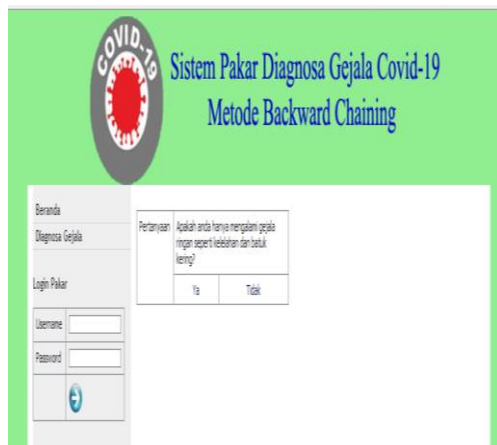 COVID-19
Sistem Pakar Diagnosa Gejala Covid-19
Metode Backward Chaining
Beranda
Diagnosa Gejala
Login Pakar
Username
Password
Pertanyaan
Apakah anda hanya mengalami gejala
ringan seperti kelelahan dan batuk
kering?
Ya
Tidak